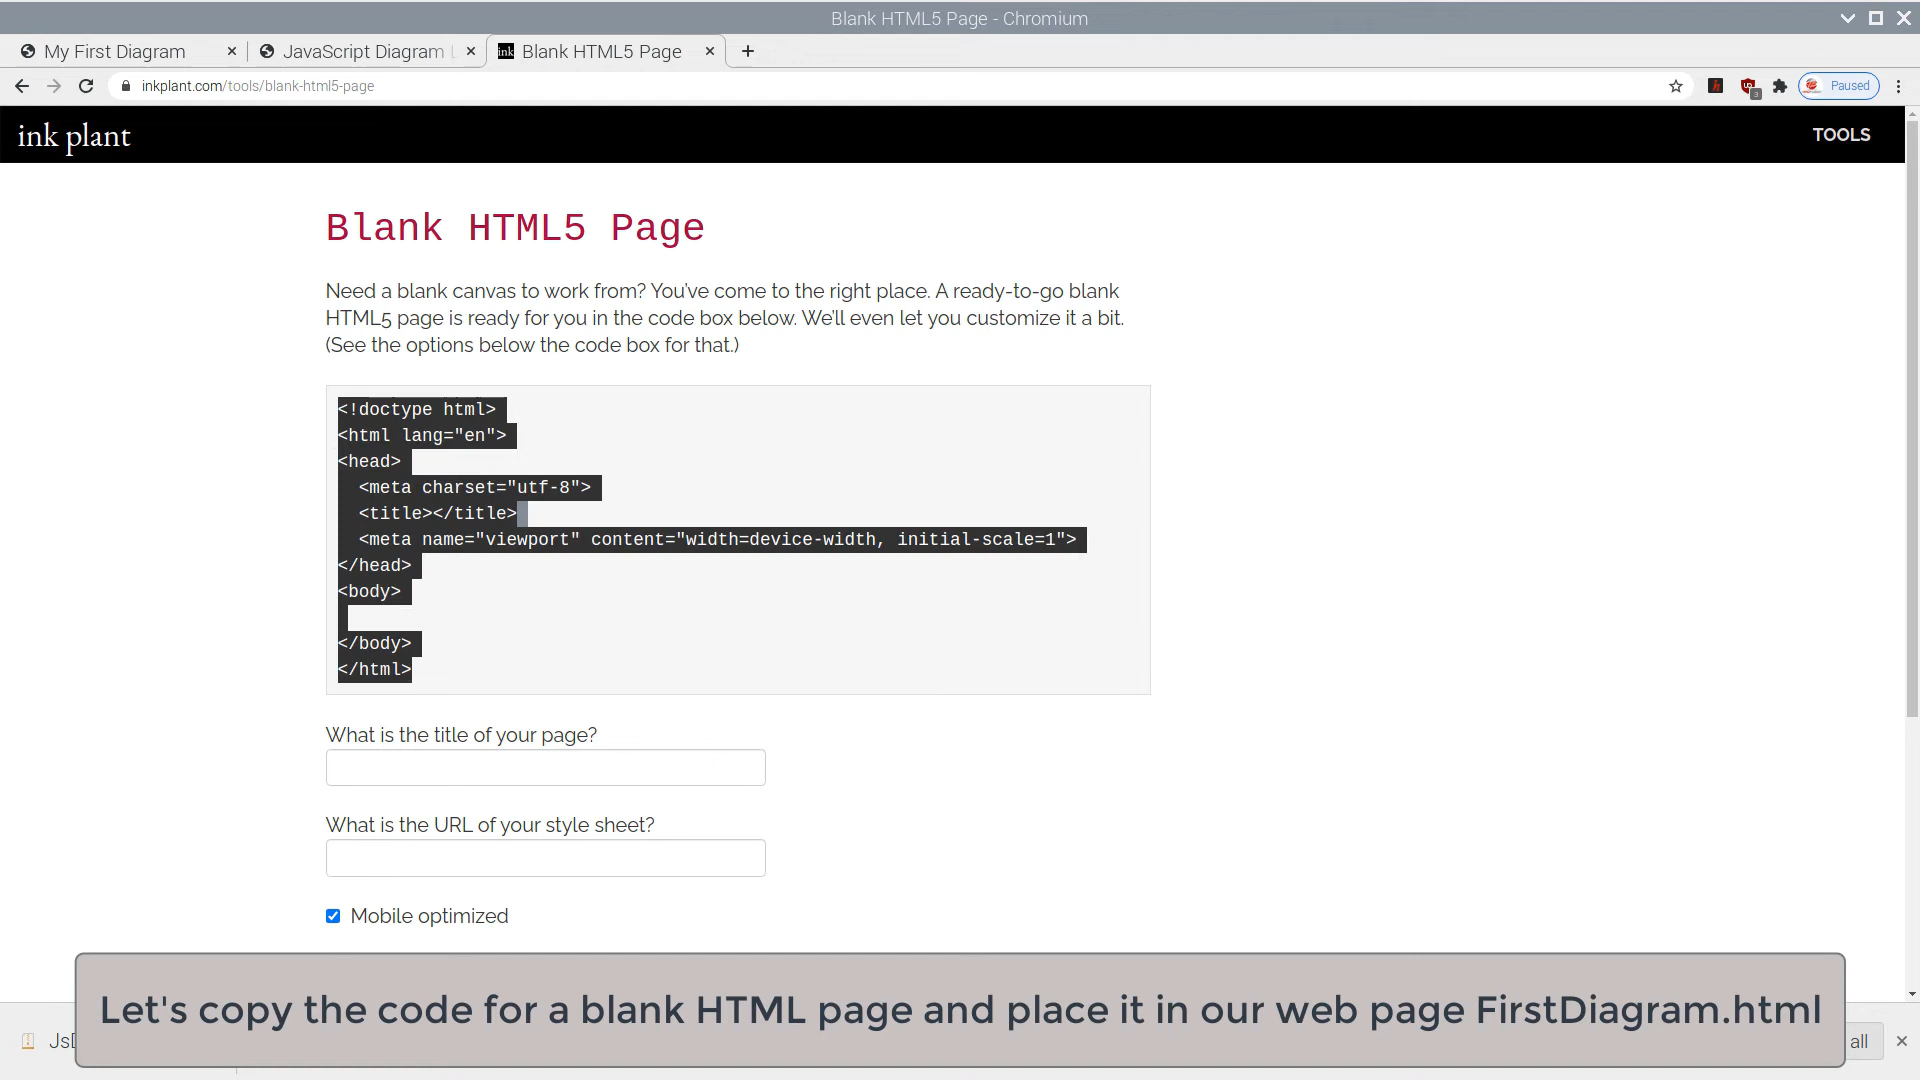 Blank HTML5 Page - Chromium
My First Diagram
JavaScript Diagram
Blank HTML5 Page
inkplant.com/tools/blank-html5-page
3
Paused
ink plant
TOOLS
Blank HTML5 Page
Need a blank canvas to work from? You've come to the right place. A ready-to-go blank
HTML5 page is ready for you in the code box below. We'll even let you customize it a bit.
(See the options below the code box for that.)
<!doctype html>
<html lang="en">
<head>
  <meta charset="utf-8">
  <title></title>
  <meta name="viewport" content="width=device-width, initial-scale=1">
</head>
<body>
</body>
</html>
What is the title of your page?
What is the URL of your style sheet?
Mobile optimized
Let's copy the code for a blank HTML page and place it in our web page FirstDiagram.html
all